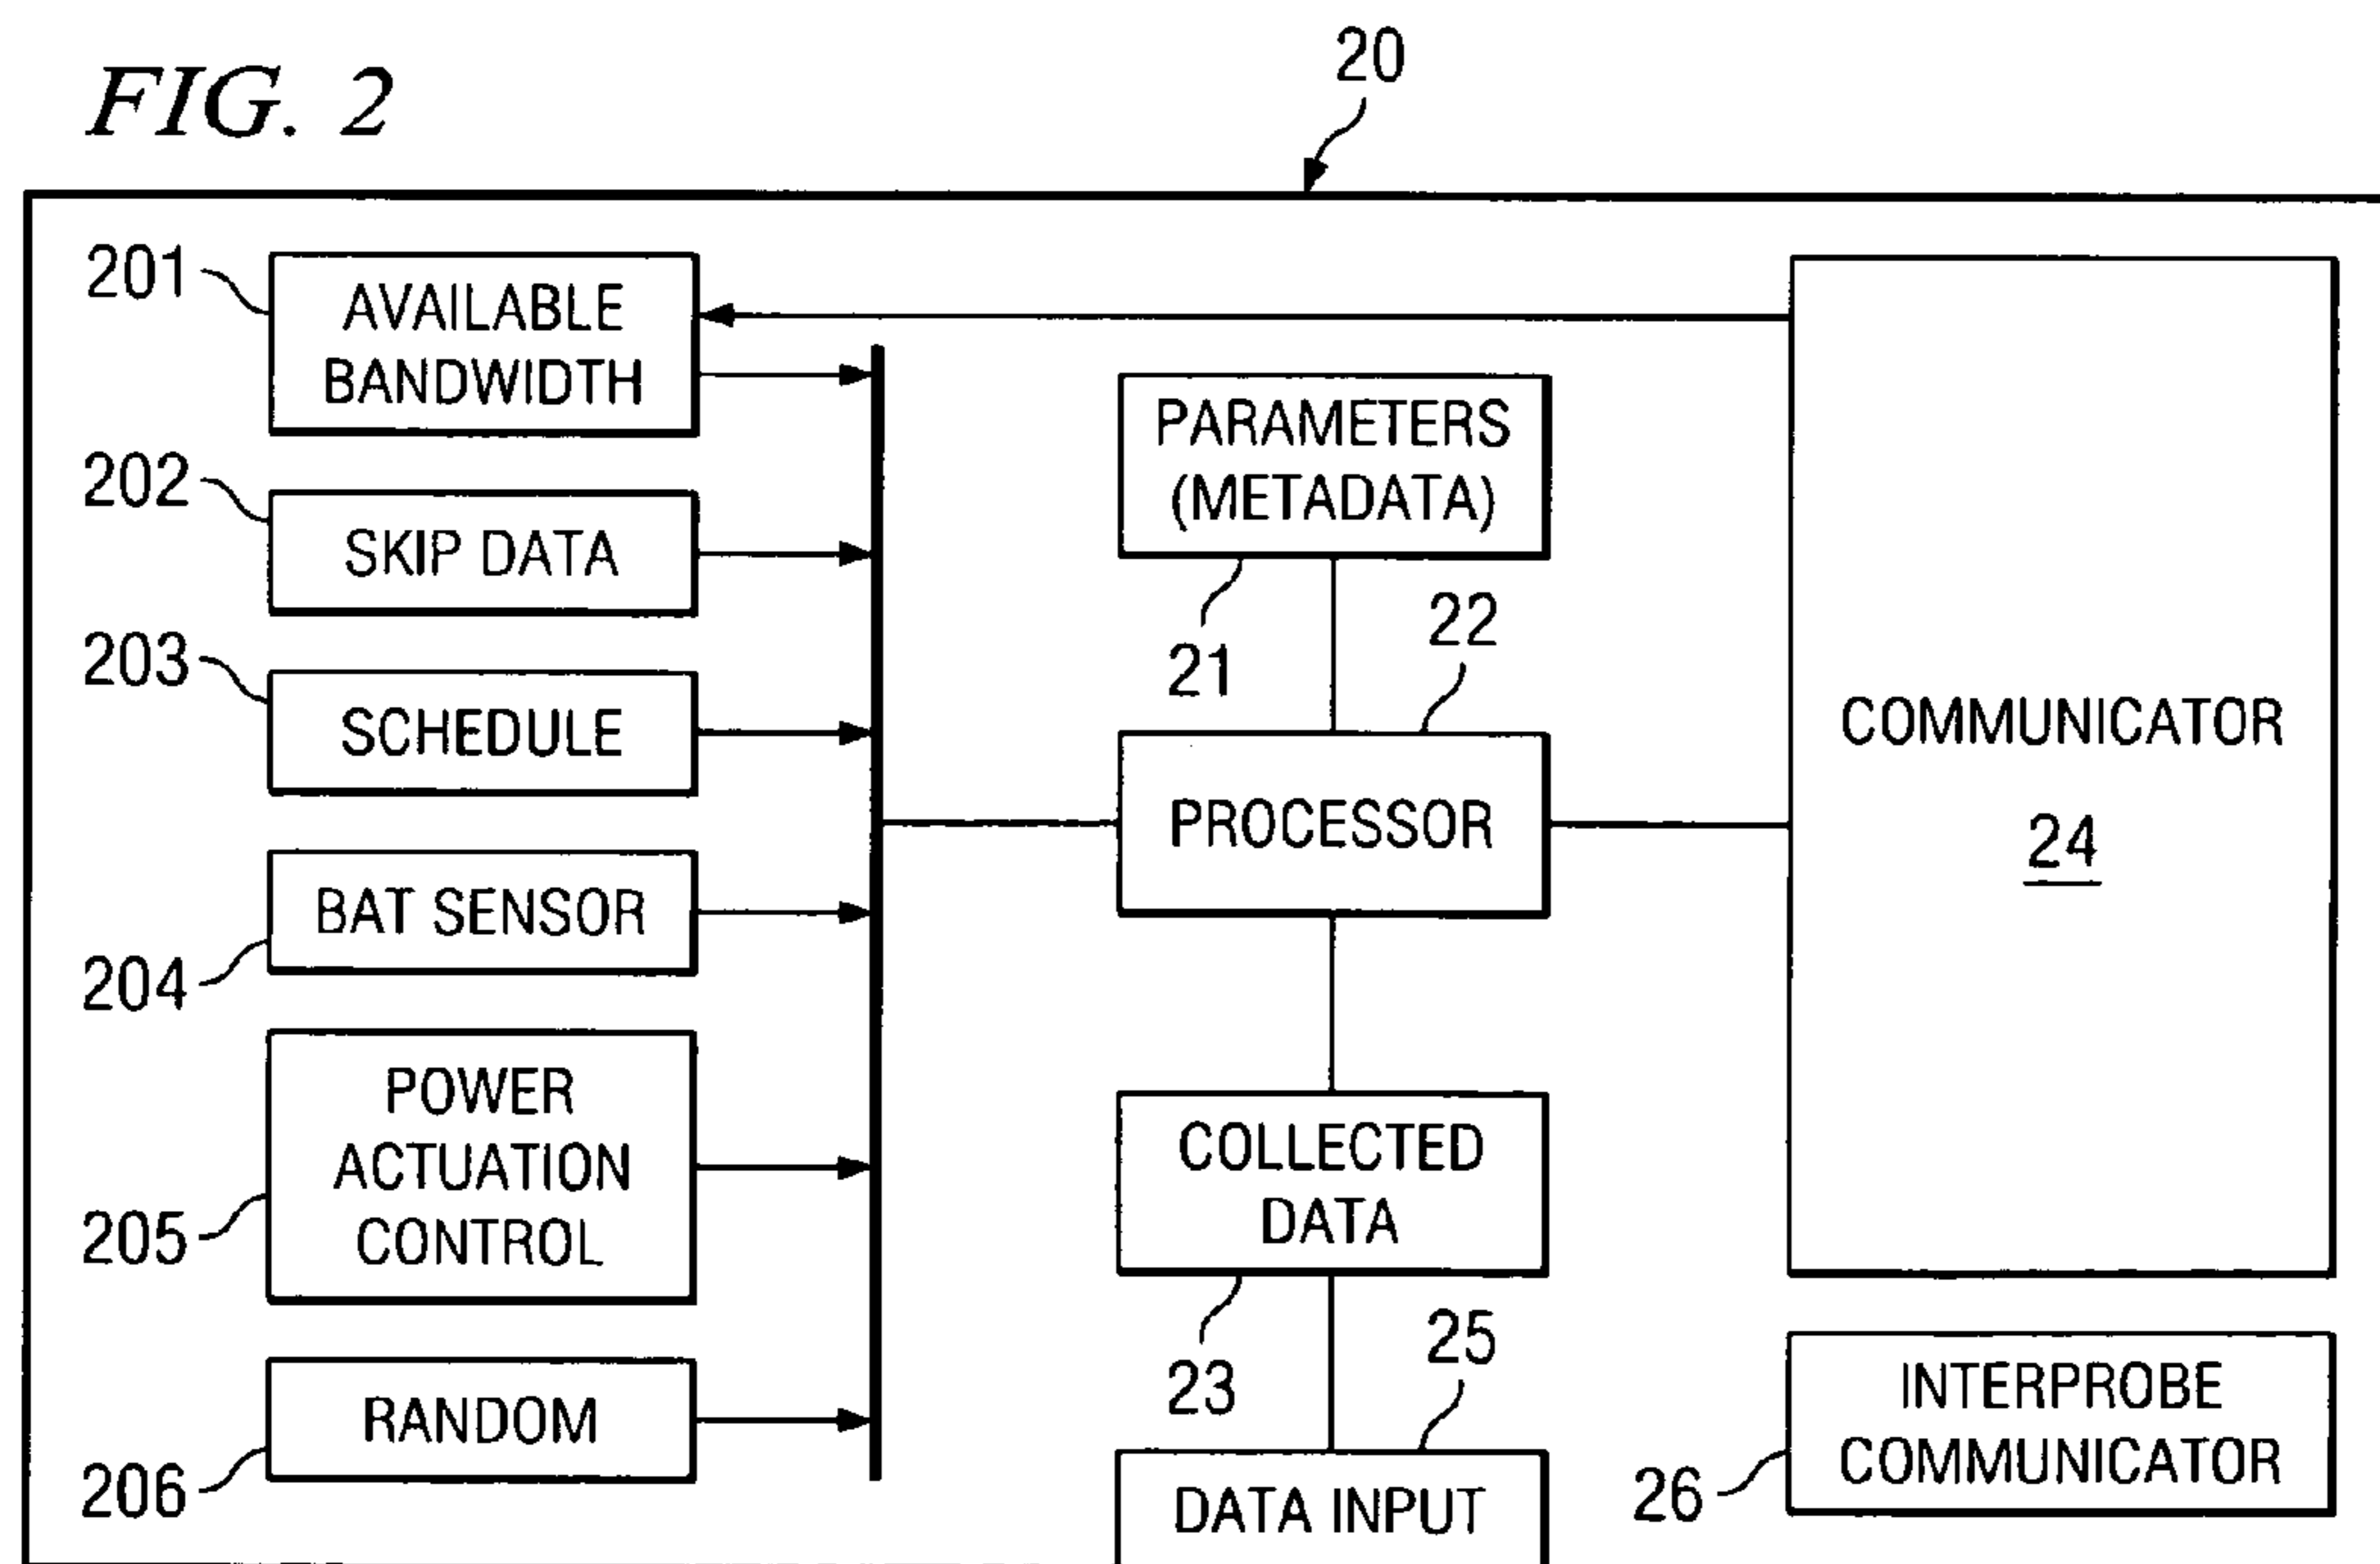 FIG. 2
20
201
AVAILABLE
BANDWIDTH
202
SKIP DATA
203
SCHEDULE
BAT SENSOR
204
POWER
ACTUATION
CONTROL
205
RANDOM
206
PARAMETERS
(METADATA)
21
22
PROCESSOR
COLLECTED
DATA
23
25
DATA INPUT
COMMUNICATOR
24
INTERPROBE
COMMUNICATOR
26